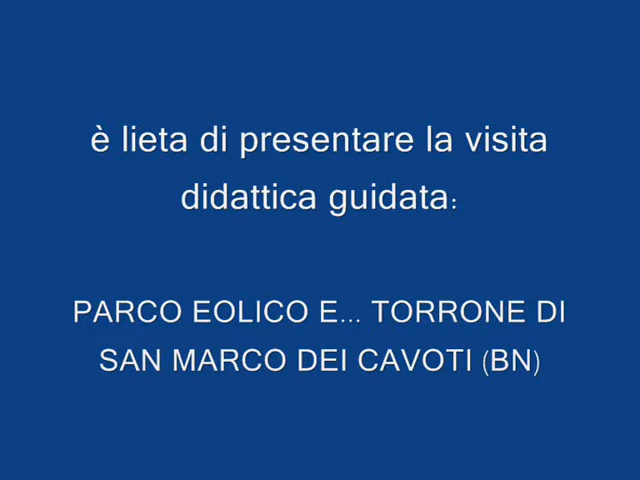 è lieta di presentare la visita
didattica guidata:
PARCO EOLICO E... TORRONE DI
SAN MARCO DEI CAVOTI (BN)